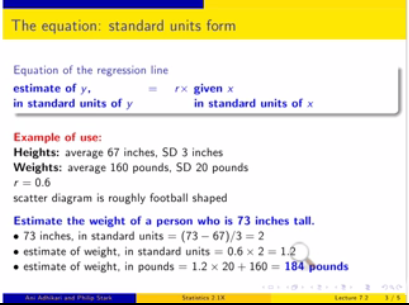 The equation: standard units form
Equation of the regression line
estimate of y, = r× given x
in standard units of y in standard units of x
Example of use:
Heights: average 67 inches, SD 3 inches
Weights: average 160 pounds, SD 20 pounds
r = 0.6
scatter diagram is roughly football shaped
Estimate the weight of a person who is 73 inches tall.
• 73 inches, in standard units = (73 − 67)/3 = 2
• estimate of weight, in standard units = 0.6 × 2 = 1.2
• estimate of weight, in pounds = 1.2 × 20 + 160 = 184 pounds
Ani Adhikari and Philip Stark Statistics 2.1X Lecture 7.2 3 / 5